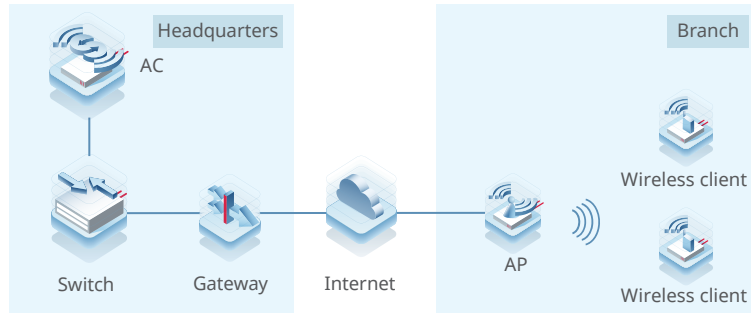 Headquarters
Branch
AC
Wireless client
Switch
Gateway
Internet
AP
Wireless client